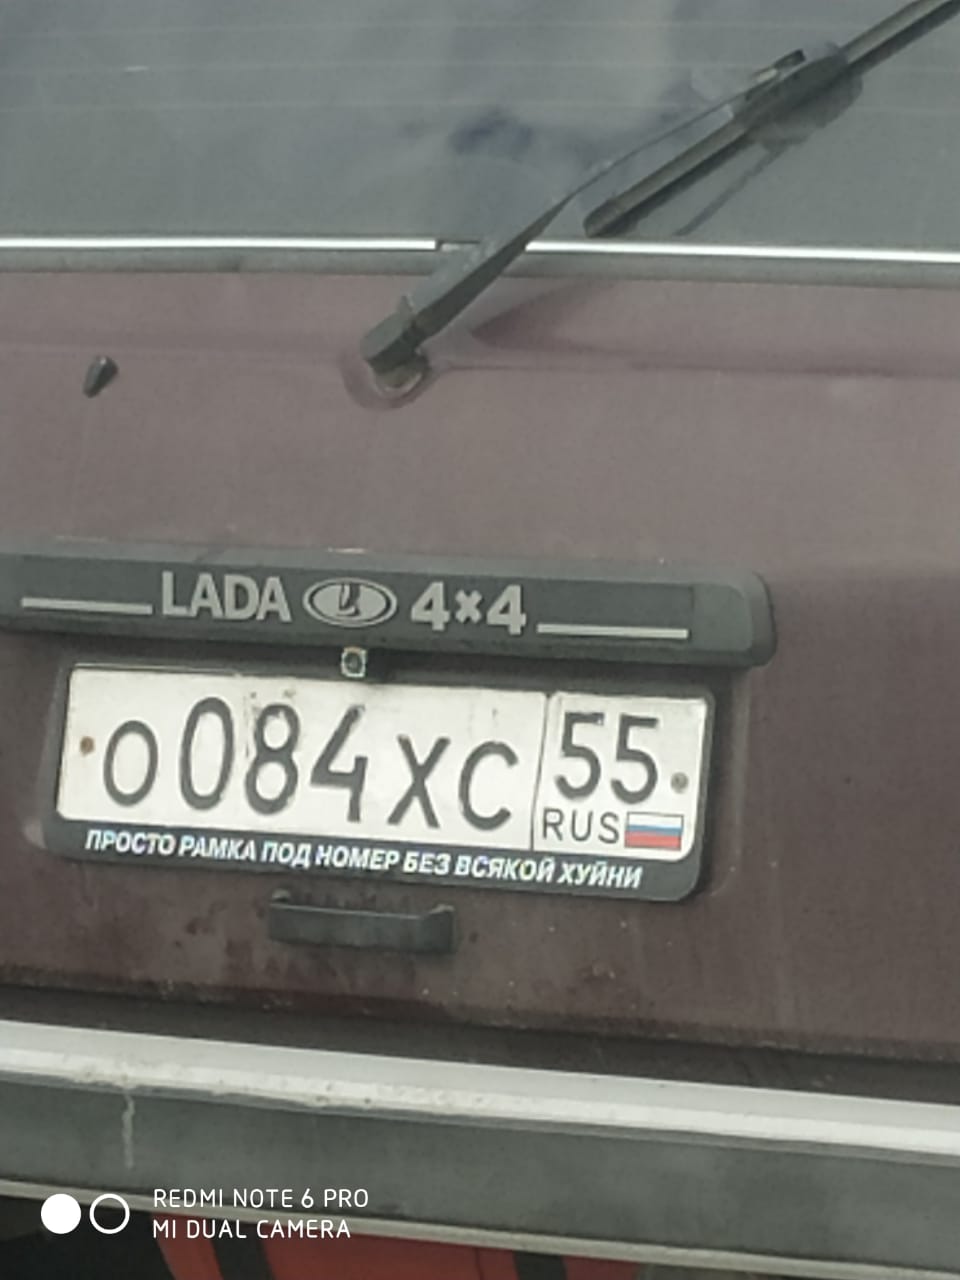 LADA 4×4
О084ХС 55
RUS
ПРОСТО РАМКА ПОД НОМЕР БЕЗ ВСЯКОЙ ХУЙНИ
REDMI NOTE 6 PRO
MI DUAL CAMERA